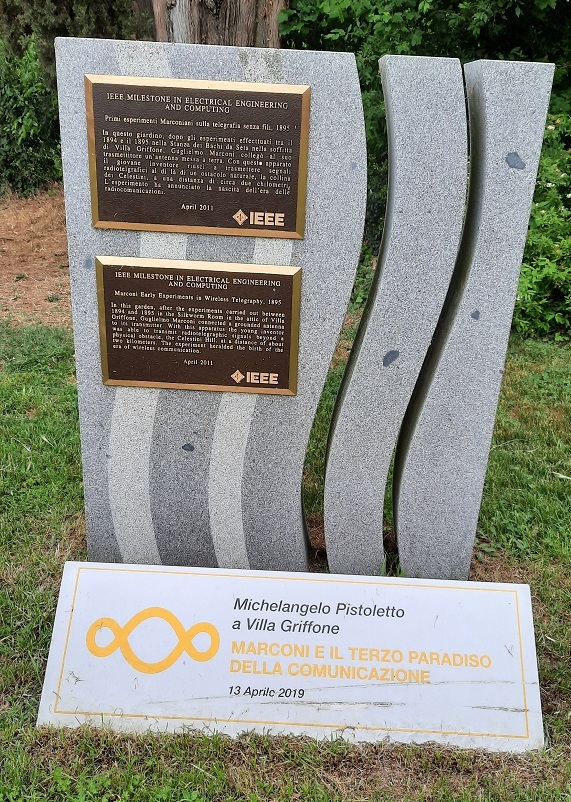 IEEE MILESTONE IN ELECTRICAL ENGINEERING
AND COMPUTING
Primi esperimenti Marconiani sulla telegrafia senza fili, 1895
In questo giardino, dopo gli esperimenti effecttuati tra il
1894 e il 1895 nella Stanza dei Bachi da Seta nella soffitta
di Villa Griffone, Guglielmo Marconi collegò al suo
trasmettitore un'antenna messa a terra. Con questo apparato
il giovane inventore riuscì a trasmettere segnali
radiotelegrafici al di là di un ostacolo naturale, la collina
dei Celestini, a una distanza di circa due chilometri.
L'esperimento ha annunciato la nascita dell'era delle
radiocomunicazioni.
April 2011
IEEE
IEEE MILESTONE IN ELECTRICAL ENGINEERING
AND COMPUTING
Marconi Early Experiments in Wireless Telegraphy, 1895
In this garden, after the experiments carried out between
1894 and 1895 in the Silkworm Room in the attic of Villa
Griffone, Guglielmo Marconi connected a grounded antenna
to its transmitter. With this apparatus the young inventor
was able to transmit radiotelegraphic signals beyond a
physical obstacle, the Celestini Hill, at a distance of about
two kilometers. The experiment heralded the birth of the
era of wireless communication.
April 2011
IEEE
Michelangelo Pistoletto
a Villa Griffone
MARCONI E IL TERZO PARADISO
DELLA COMUNICAZIONE
13 Aprile 2019